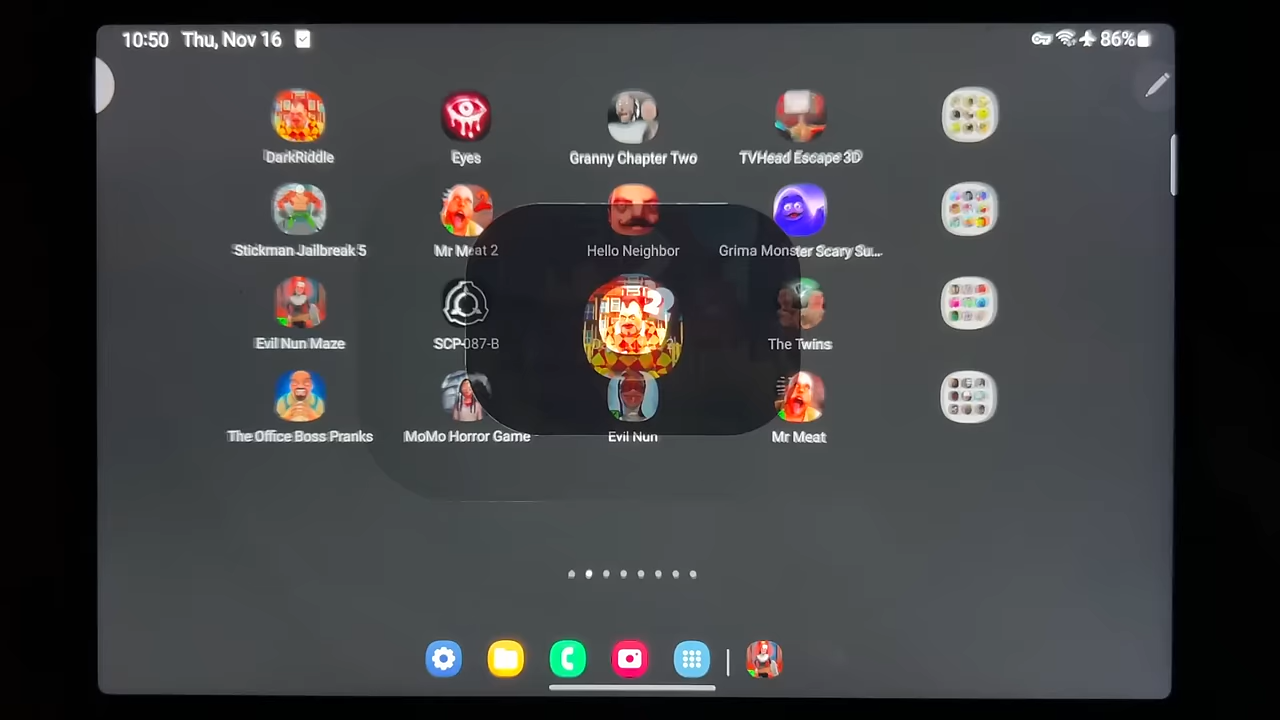 10:50 Thu, Nov 16 86%
DarkRiddle Eyes Granny Chapter Two TVHead Escape 3D
Stickman Jailbreak 5 Mr Meat 2 Hello Neighbor Grima Monster Scary Su...
Evil Nun Maze SCP-087-B The Twins
The Office Boss Pranks MoMo Horror Game Evil Nun Mr Meat